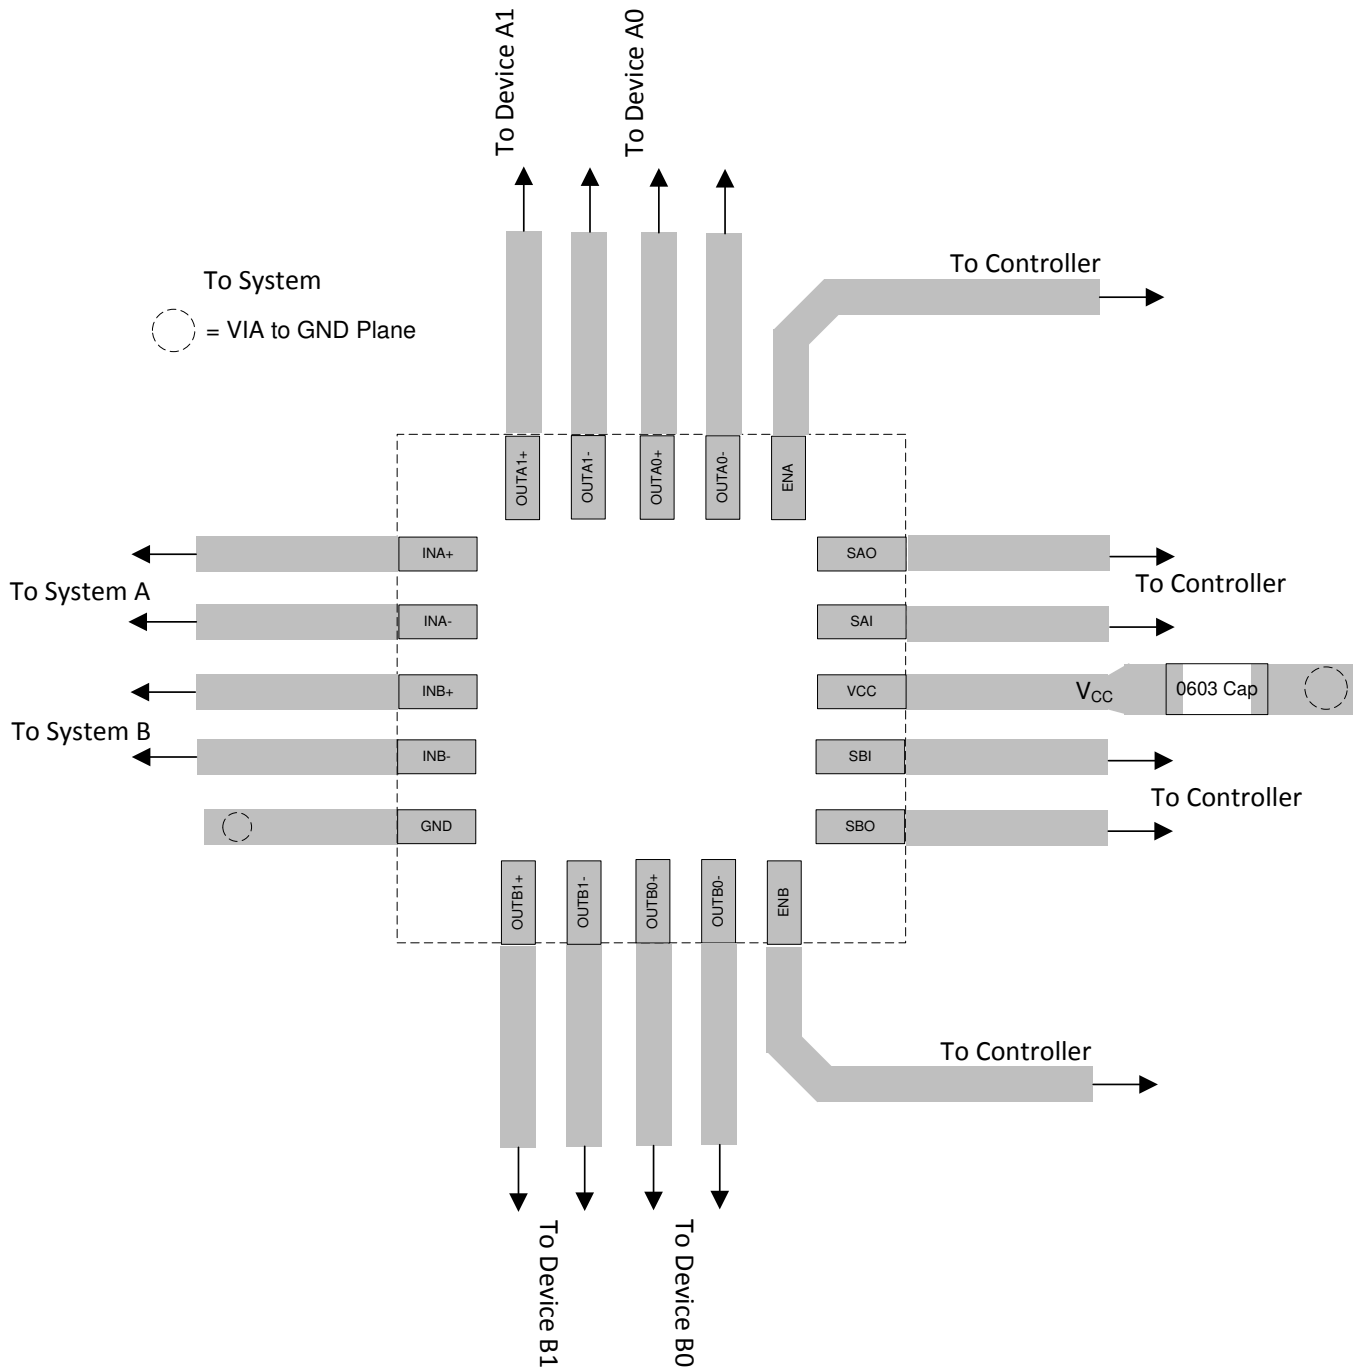 To Device A1
To Device A0
To System
= VIA to GND Plane
To Controller
OUTA1+
OUTA1-
OUTA0+
OUTA0-
ENA
INA+
SAO
To System A
To Controller
INA-
SAI
INB+
VCC
VCC
0603 Cap
To System B
INB-
SBI
To Controller
GND
SBO
OUTB1+
OUTB1-
OUTB0+
OUTB0-
ENB
To Controller
To Device B1
To Device B0